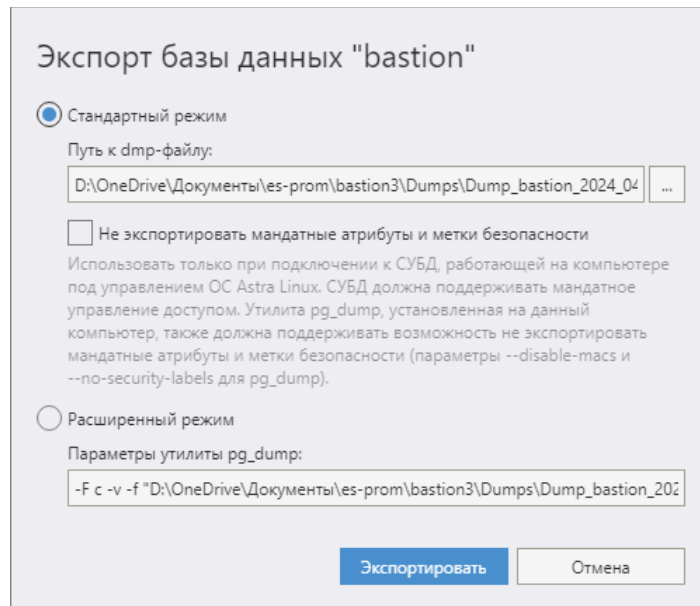 Экспорт базы данных "bastion"
Стандартный режим
Путь к dmp-файлу:
D:\OneDrive\Документы\es-prom\bastion3\Dumps\Dump_bastion_2024_04
...
Не экспортировать мандатные атрибуты и метки безопасности
Использовать только при подключении к СУБД, работающей на компьютере
под управлением ОС Astra Linux. СУБД должна поддерживать мандатное
управление доступом. Утилита pg_dump, установленная на данный
компьютер, также должна поддерживать возможность не экспортировать
мандатные атрибуты и метки безопасности (параметры --disable-macs и
--no-security-labels для pg_dump).
Расширенный режим
Параметры утилиты pg_dump:
-F c -v -f "D:\OneDrive\Документы\es-prom\bastion3\Dumps\Dump_bastion_202
Экспортировать
Отмена